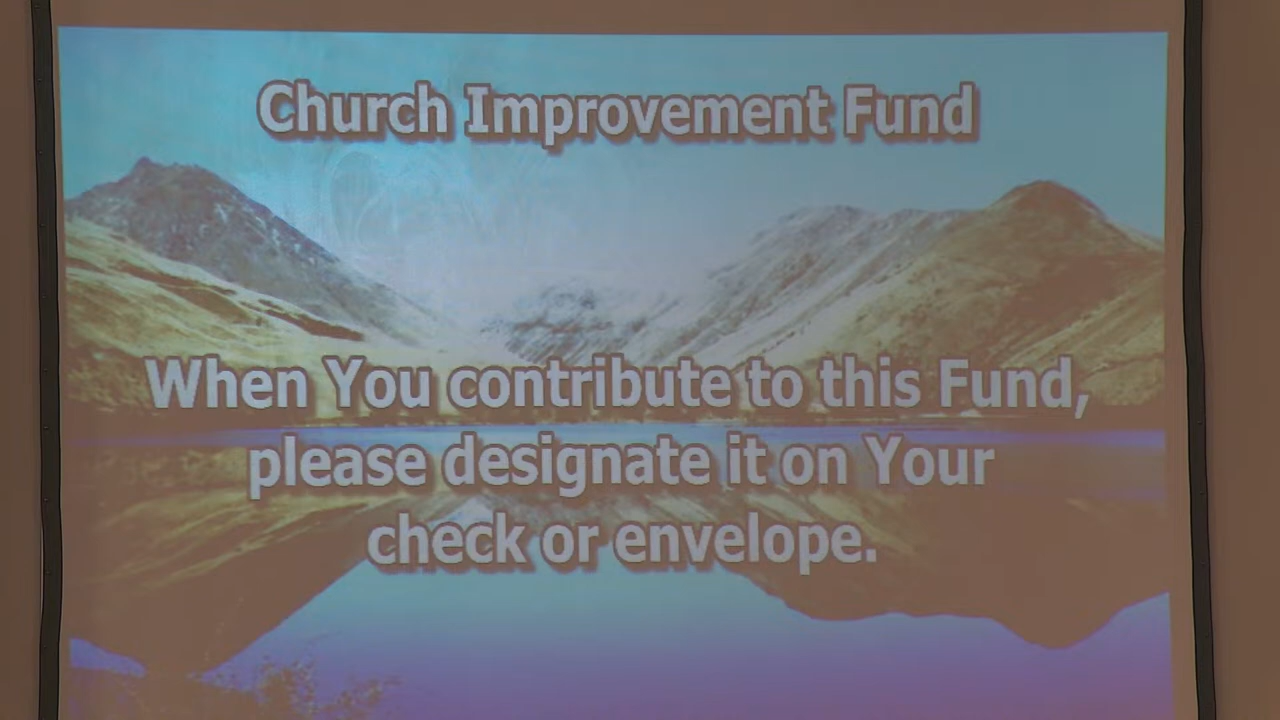 Church Improvement Fund
When You contribute to this Fund,
please designate it on Your
check or envelope.